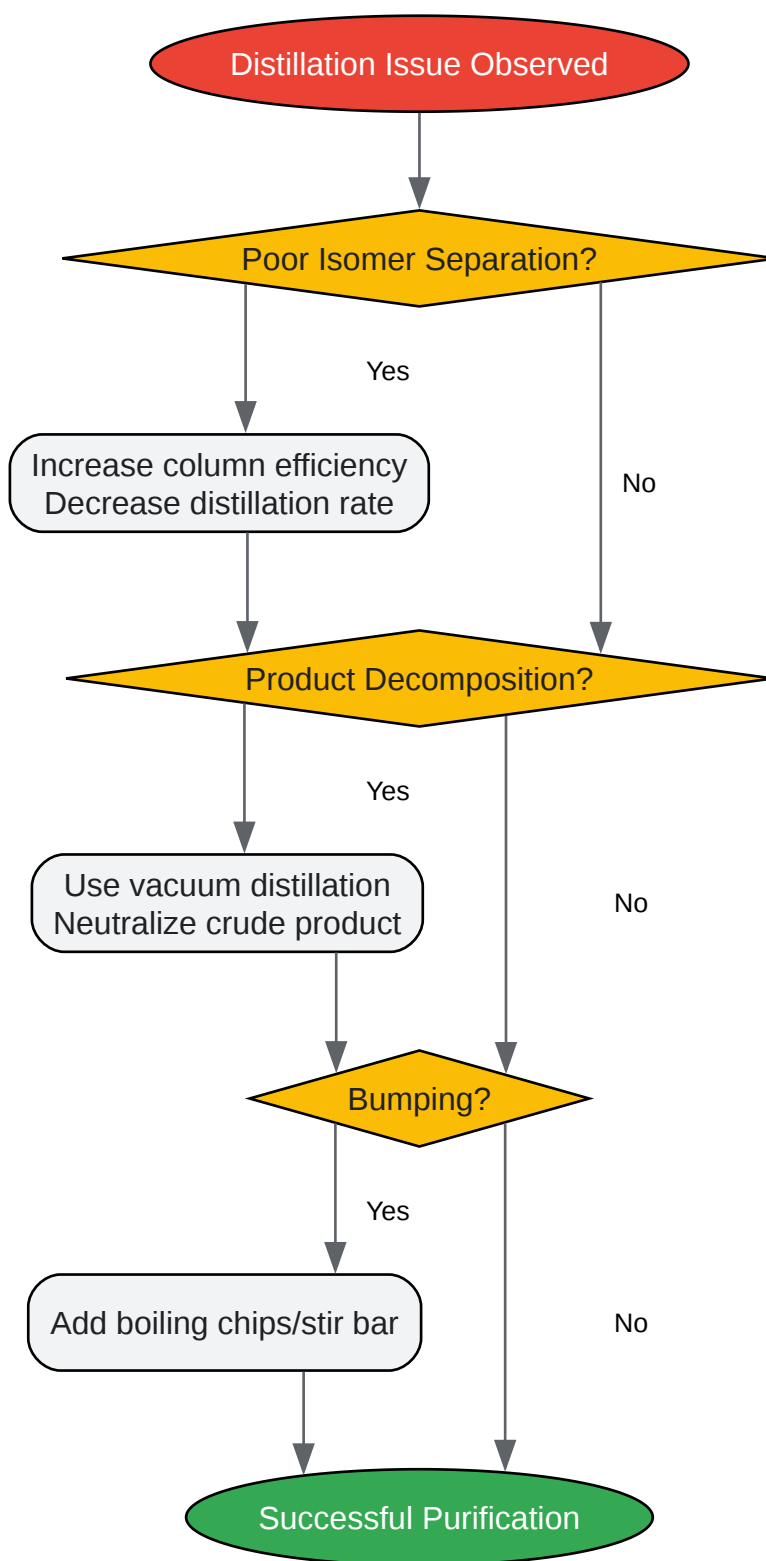 Distillation Issue Observed
Poor Isomer Separation?
Yes
Increase column efficiency
Decrease distillation rate
No
Product Decomposition?
Yes
Use vacuum distillation
Neutralize crude product
No
Bumping?
Yes
Add boiling chips/stir bar
No
Successful Purification